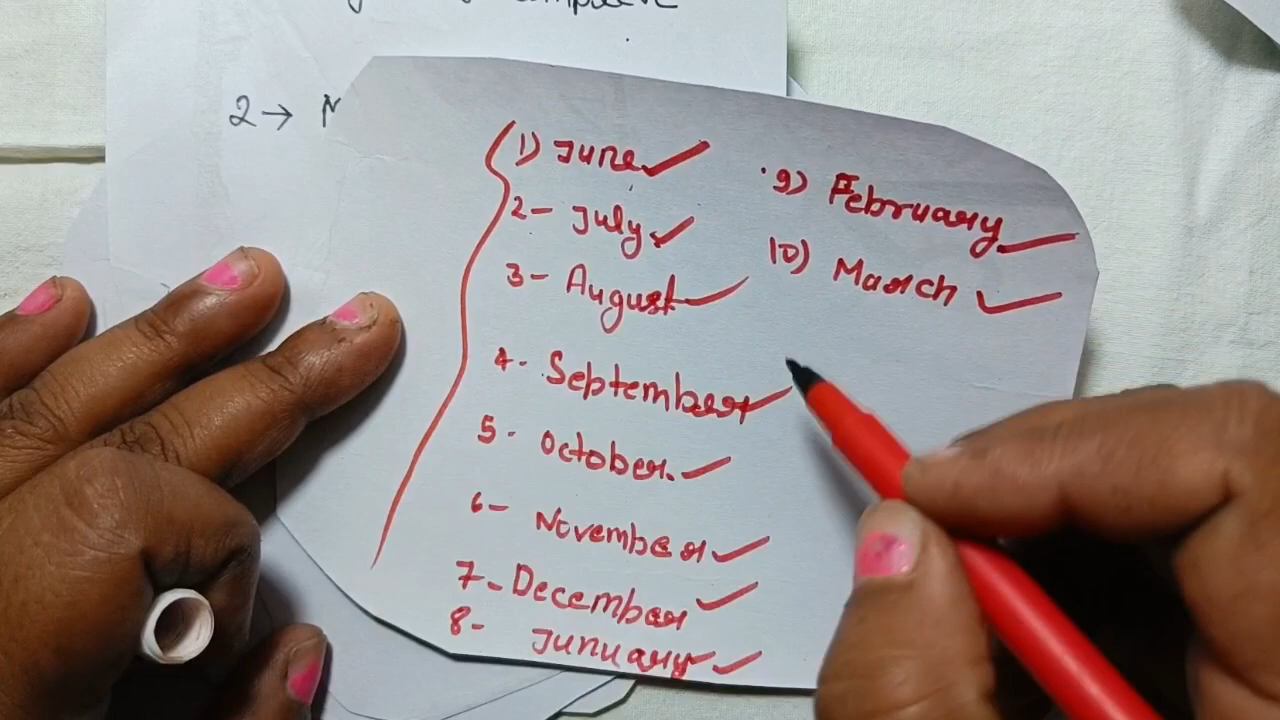 2 →
1) June
2- July
3- August
4- September
5- October.
6- November
7- December
8- Junuary
9) February
10) March